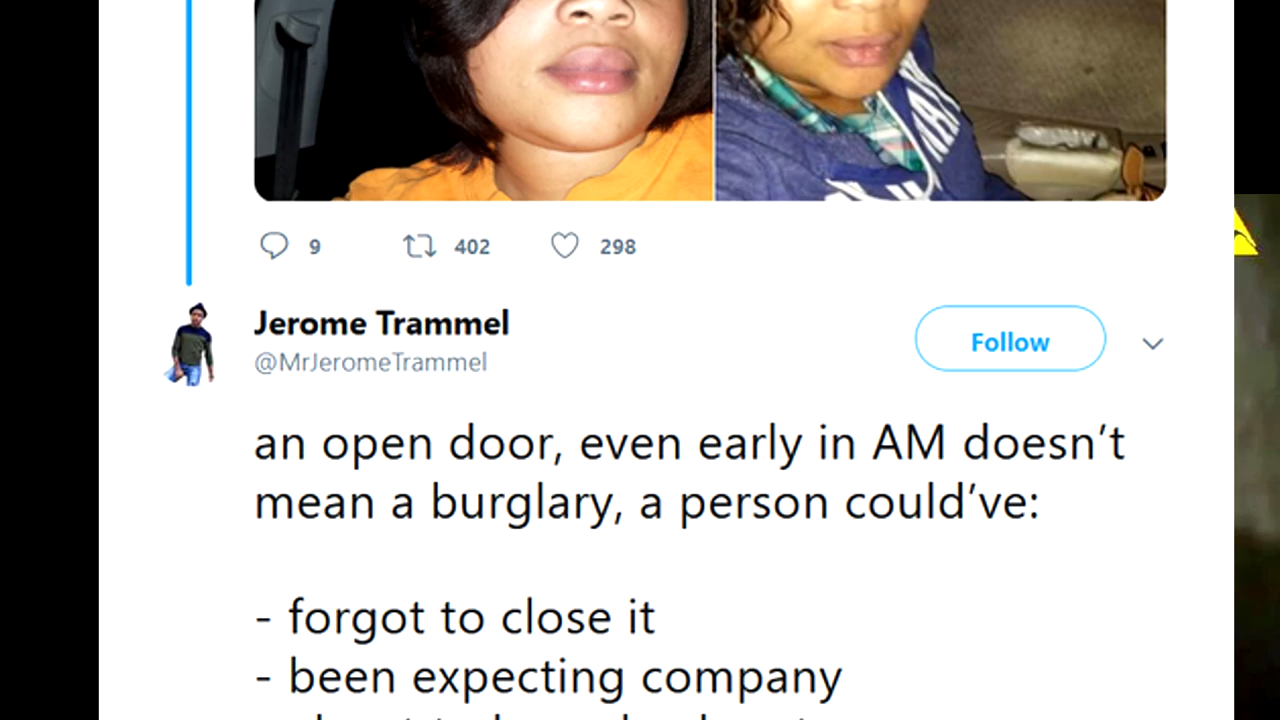 9 402 298
Jerome Trammel
@MrJeromeTrammel
Follow
an open door, even early in AM doesn't
mean a burglary, a person could've:
- forgot to close it
- been expecting company